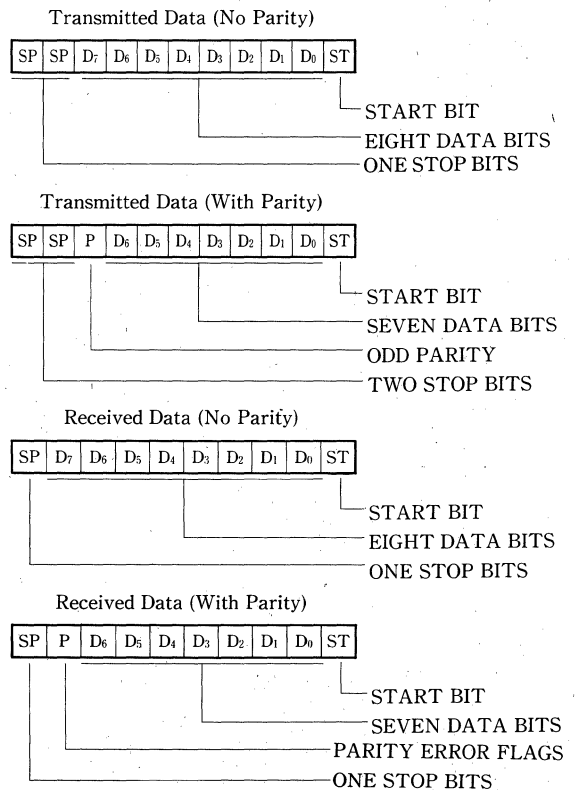 Transmitted Data (No Parity)
SP SP D7 D6 D5 D4 D3 D2 D1 D0 ST
START BIT
EIGHT DATA BITS
ONE STOP BITS
Transmitted Data (With Parity)
SP SP P D6 D5 D4 D3 D2 D1 D0 ST
START BIT
SEVEN DATA BITS
ODD PARITY
TWO STOP BITS
Received Data (No Parity)
SP D7 D6 D5 D4 D3 D2 D1 D0 ST
START BIT
EIGHT DATA BITS
ONE STOP BITS
Received Data (With Parity)
SP P D6 D5 D4 D3 D2 D1 D0 ST
START BIT
SEVEN DATA BITS
PARITY ERROR FLAGS
ONE STOP BITS